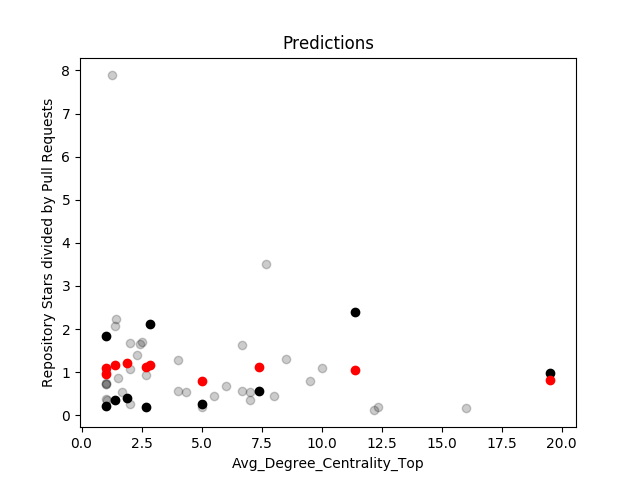 Predictions
Repository Stars divided by Pull Requests
8
7
6
5
4
3
2
1
0
0.0 2.5 5.0 7.5 10.0 12.5 15.0 17.5 20.0
Avg_Degree_Centrality_Top